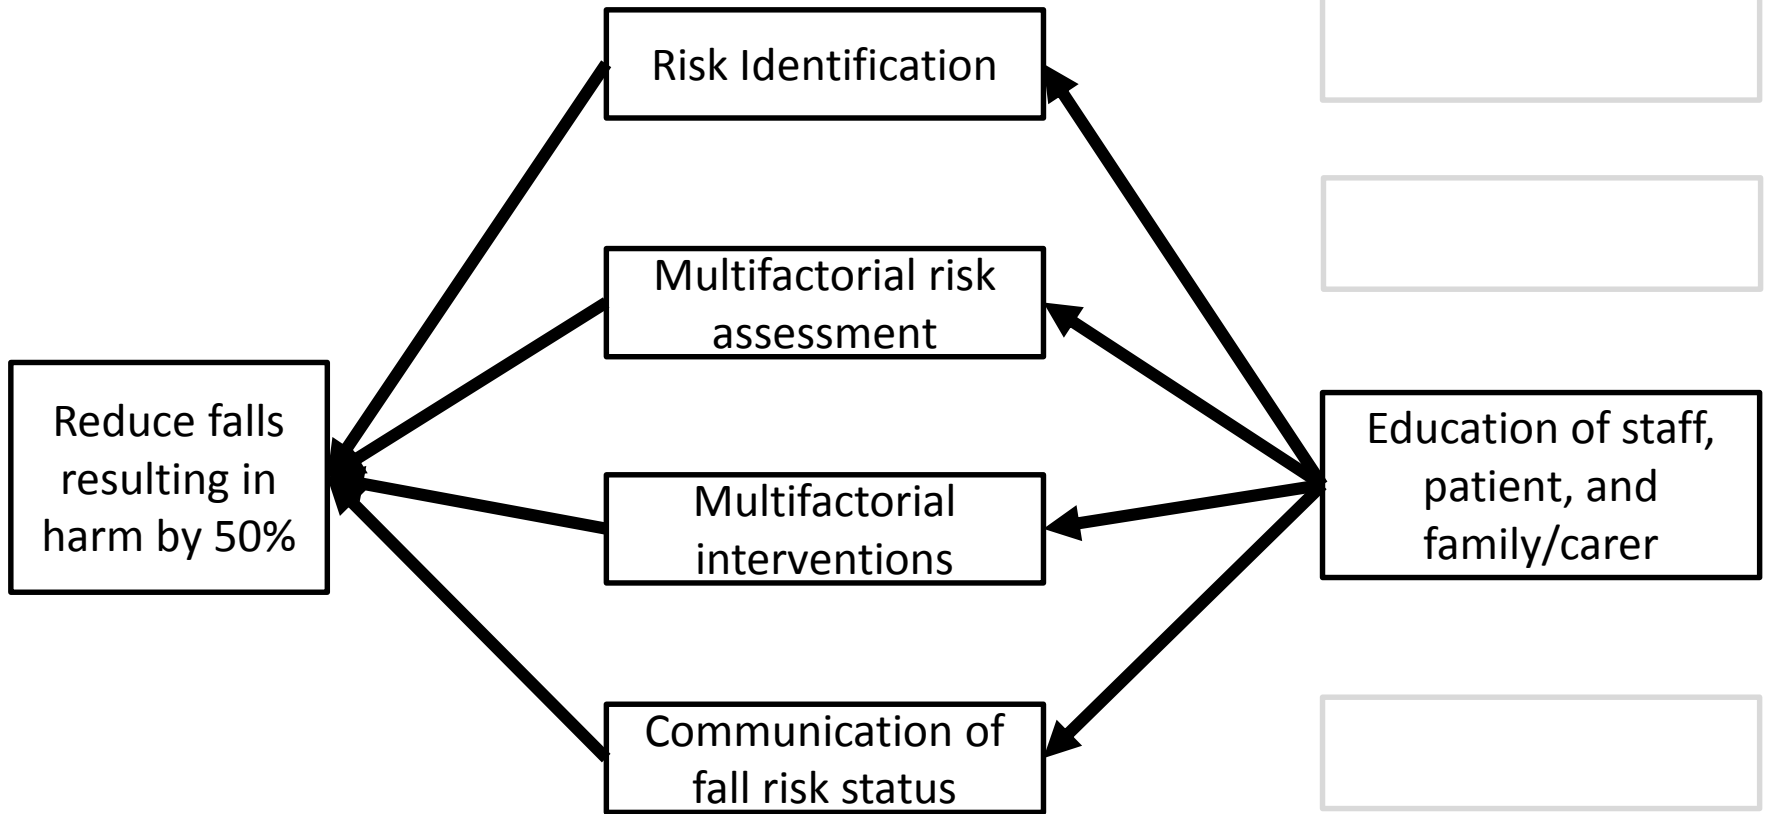 Risk Identification
Multifactorial risk
assessment
Reduce falls
resulting in
harm by 50%
Multifactorial
interventions
Communication of
fall risk status
Education of staff,
patient, and
family/carer